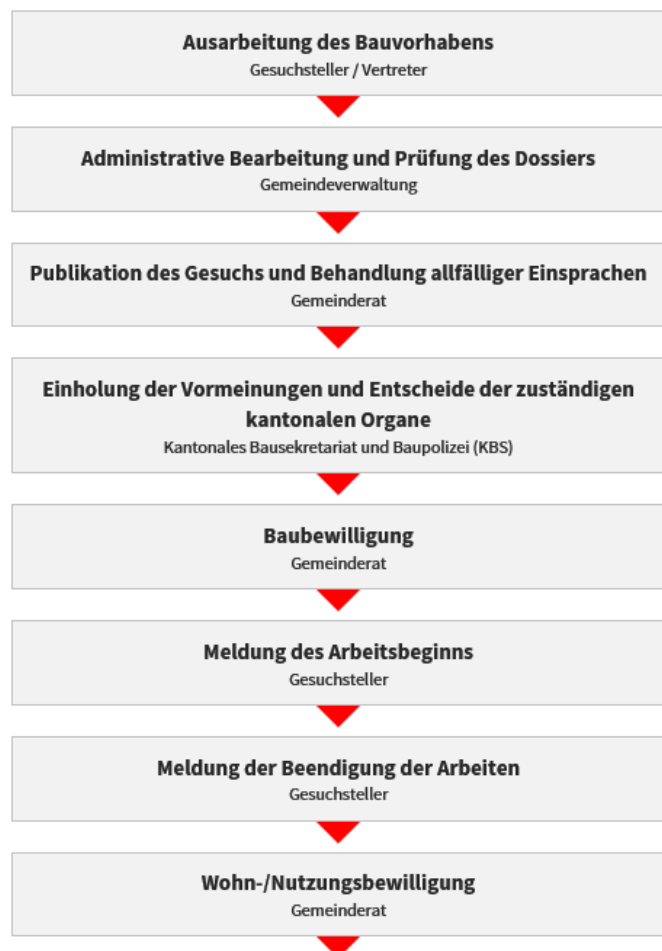 Ausarbeitung des Bauvorhabens
Gesuchsteller / Vertreter
Administrative Bearbeitung und Prüfung des Dossiers
Gemeindeverwaltung
Publikation des Gesuchs und Behandlung allfälliger Einsprachen
Gemeinderat
Einholung der Vormeinungen und Entscheide der zuständigen
kantonalen Organe
Kantonales Bausekretariat und Baupolizei (KBS)
Baubewilligung
Gemeinderat
Meldung des Arbeitsbeginns
Gesuchsteller
Meldung der Beendigung der Arbeiten
Gesuchsteller
Wohn-/Nutzungsbewilligung
Gemeinderat